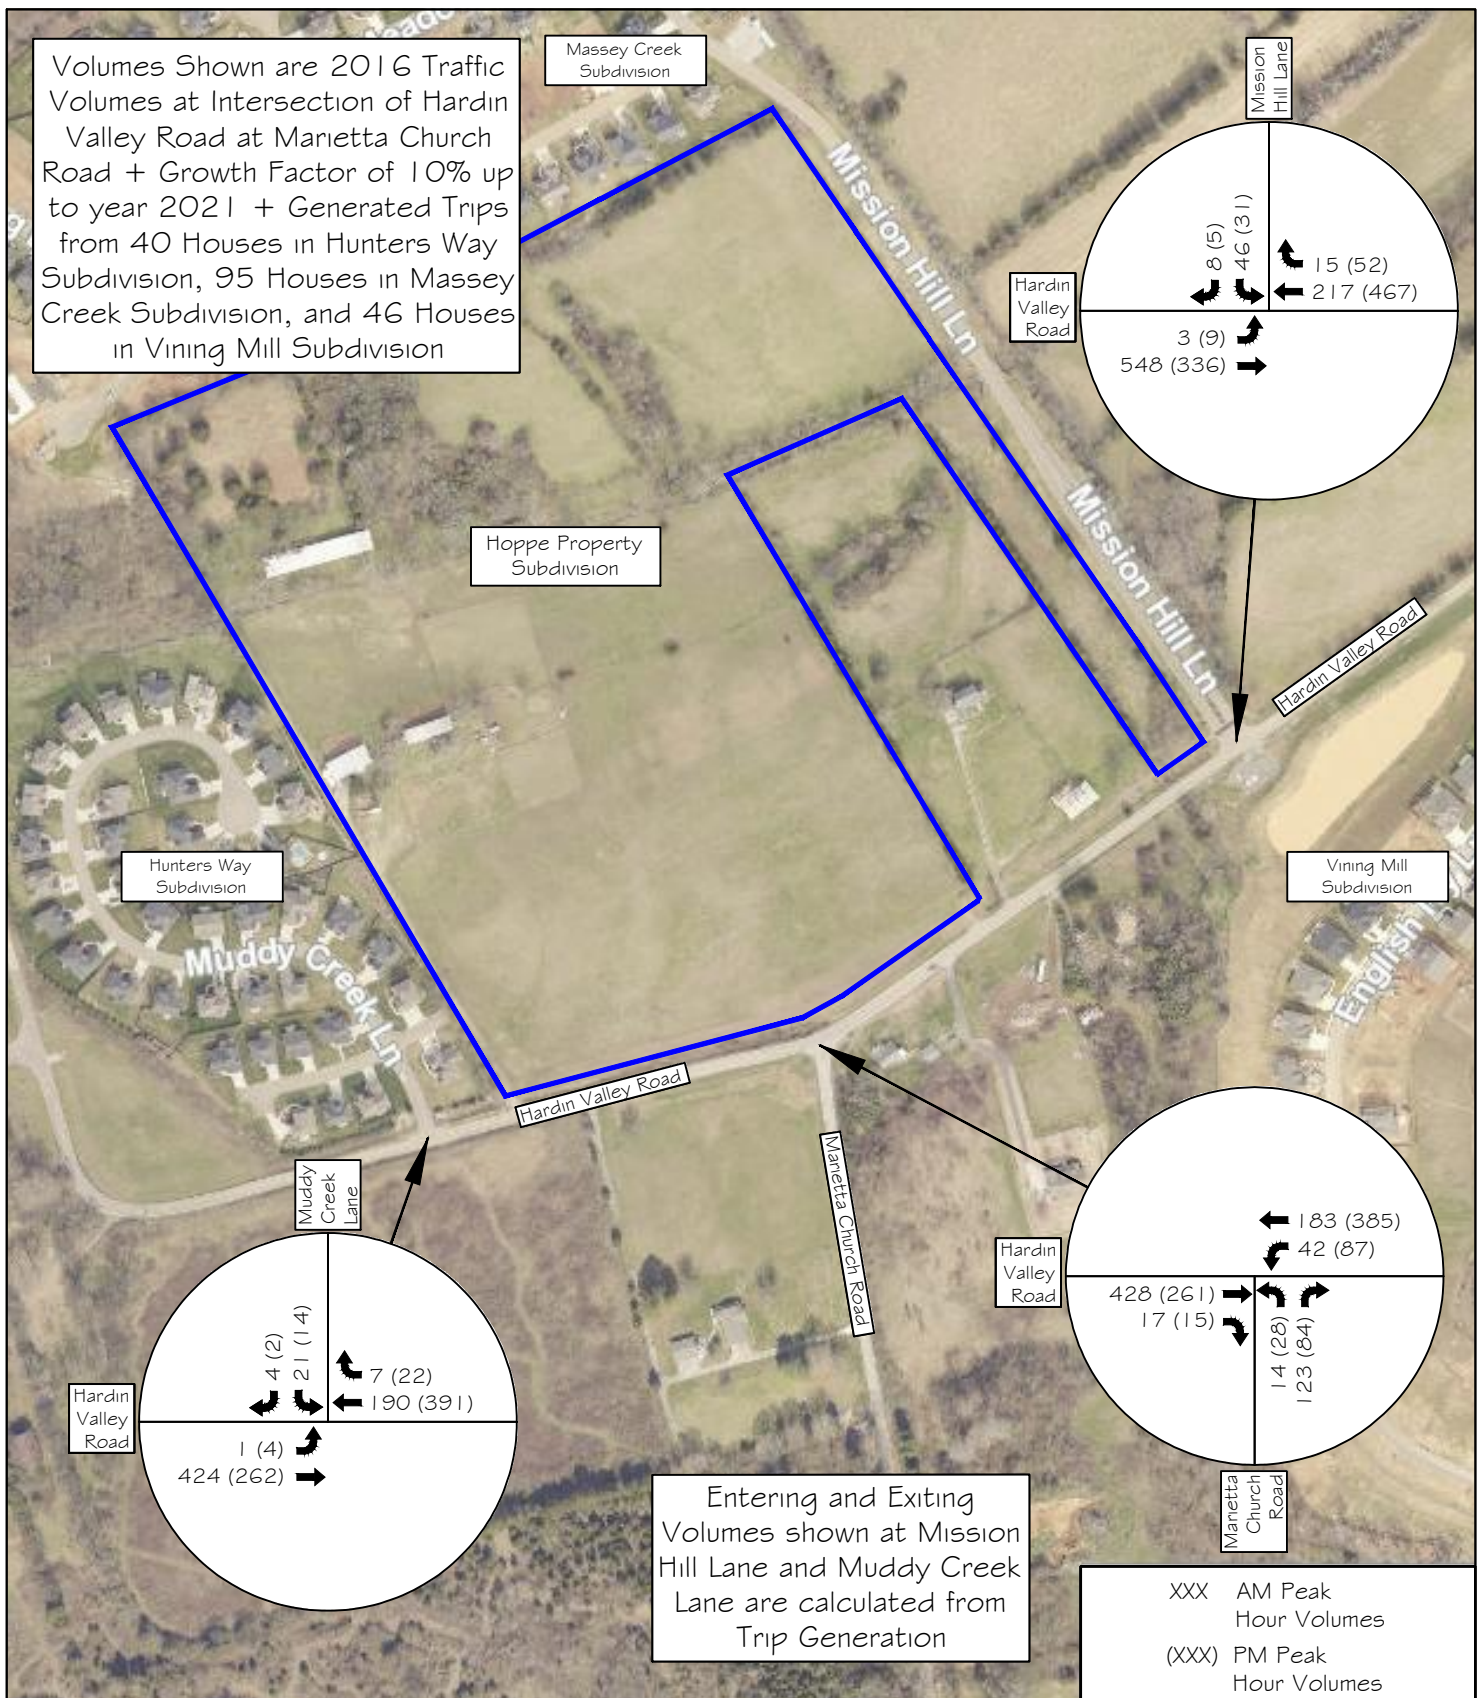 Meado
Volumes Shown are 2016 Traffic
Volumes at Intersection of Hardin
Valley Road at Marietta Church
Road + Growth Factor of 10% up
to year 2021 + Generated Trips
from 40 Houses in Hunters Way
Subdivision, 95 Houses in Massey
Creek Subdivision, and 46 Houses
in Vining Mill Subdivision
Massey Creek
Subdivision
Mission
Hill Lane
Mission Hill Ln
8 (5)
46 (31)
15 (52)
217 (467)
Hardin
Valley
Road
3 (9)
548 (336)
Hoppe Property
Subdivision
Mission Hill Ln
Mission Hill Ln
Hardin Valley Road
Hunters Way
Subdivision
Vining Mill
Subdivision
Muddy Creek Ln
English
Hardin Valley Road
Marietta Church Road
Muddy
Creek
Lane
4 (2)
21 (14)
7 (22)
190 (391)
Hardin
Valley
Road
1 (4)
424 (262)
183 (385)
42 (87)
Hardin
Valley
Road
428 (261)
17 (15)
14 (28)
123 (84)
Marietta
Church
Road
Entering and Exiting
Volumes shown at Mission
Hill Lane and Muddy Creek
Lane are calculated from
Trip Generation
XXX AM Peak
Hour Volumes
(XXX) PM Peak
Hour Volumes